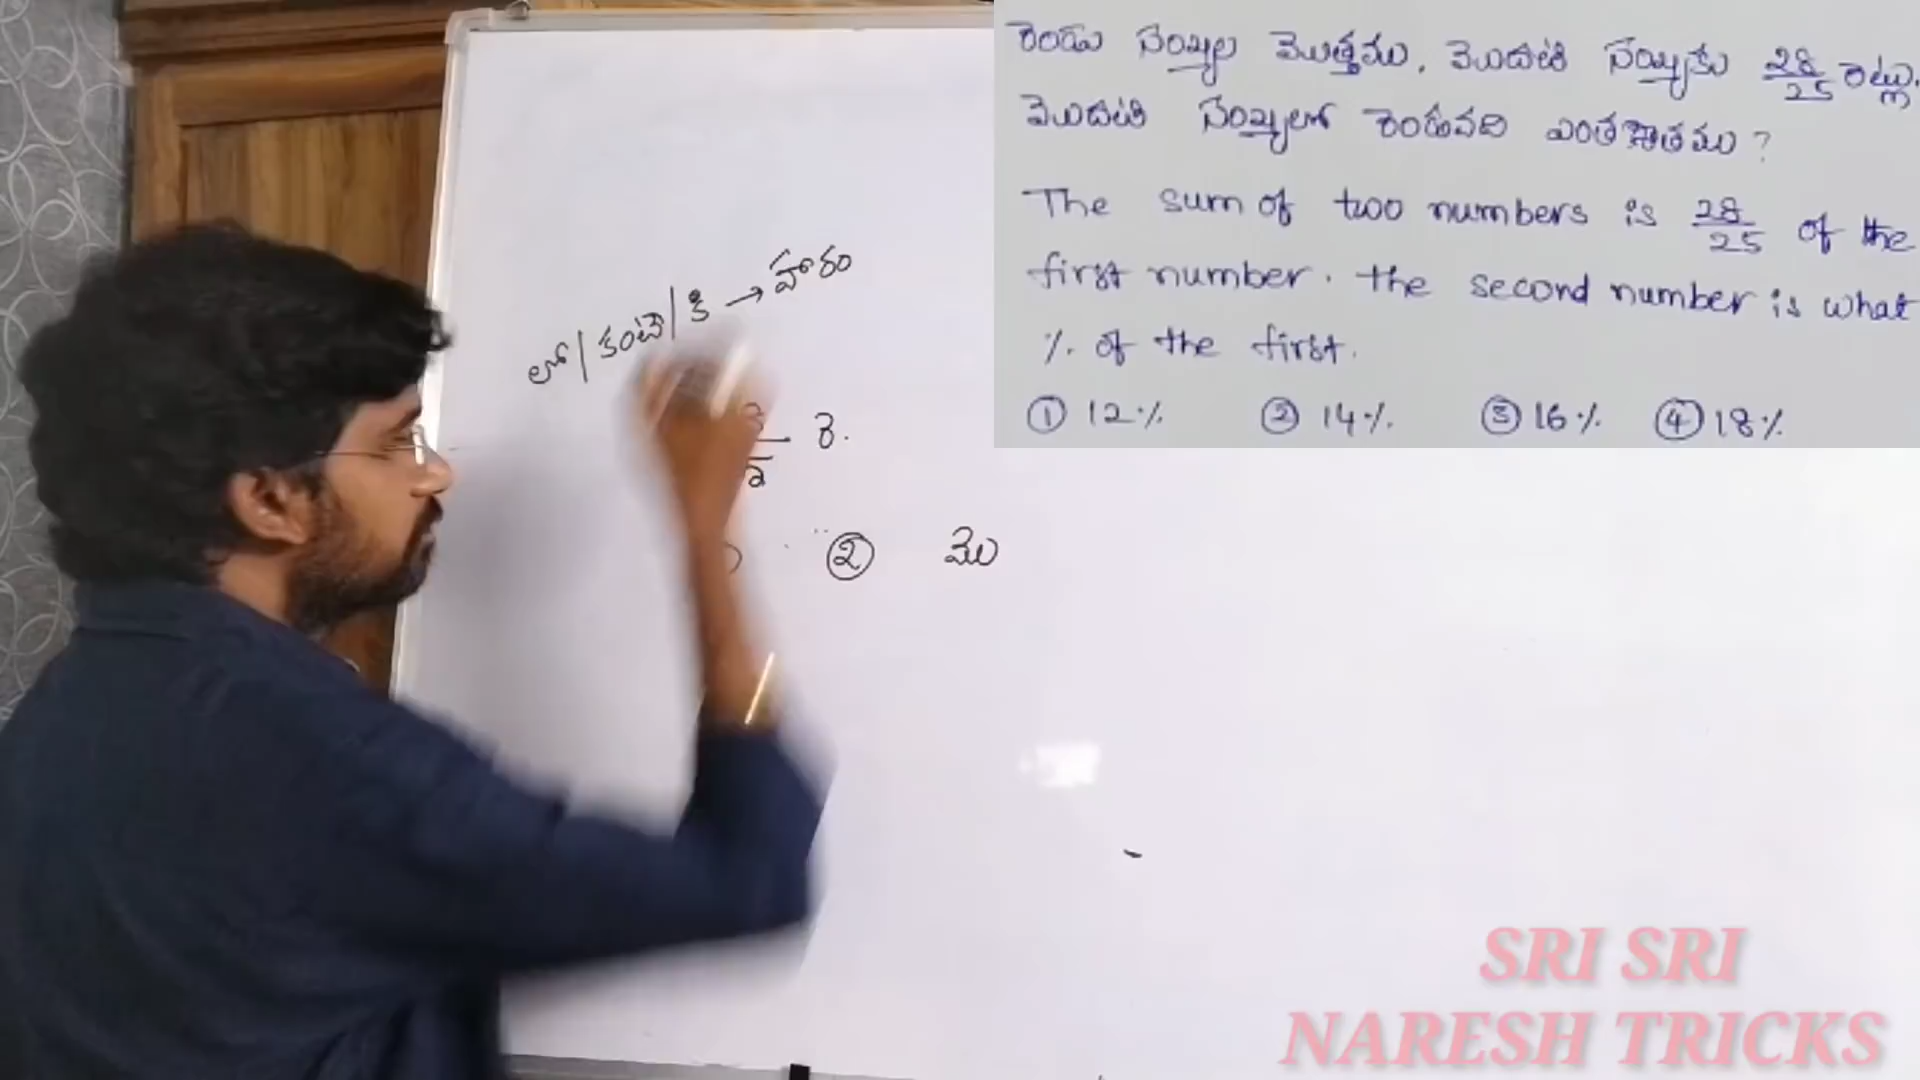 రెండు సంఖ్యల మొత్తము, మొదటి సంఖ్యకు 28/25 రెట్లు.
మొదటి సంఖ్యలో రెండవది ఎంతశాతము?
The sum of two numbers is 28/25 of the
first number. the second number is what
% of the first.
① 12% ② 14% ③ 16% ④ 18%
లో / కంటే / కి → హారం
రె.
2
② మొ
SRI SRI
NARESH TRICKS